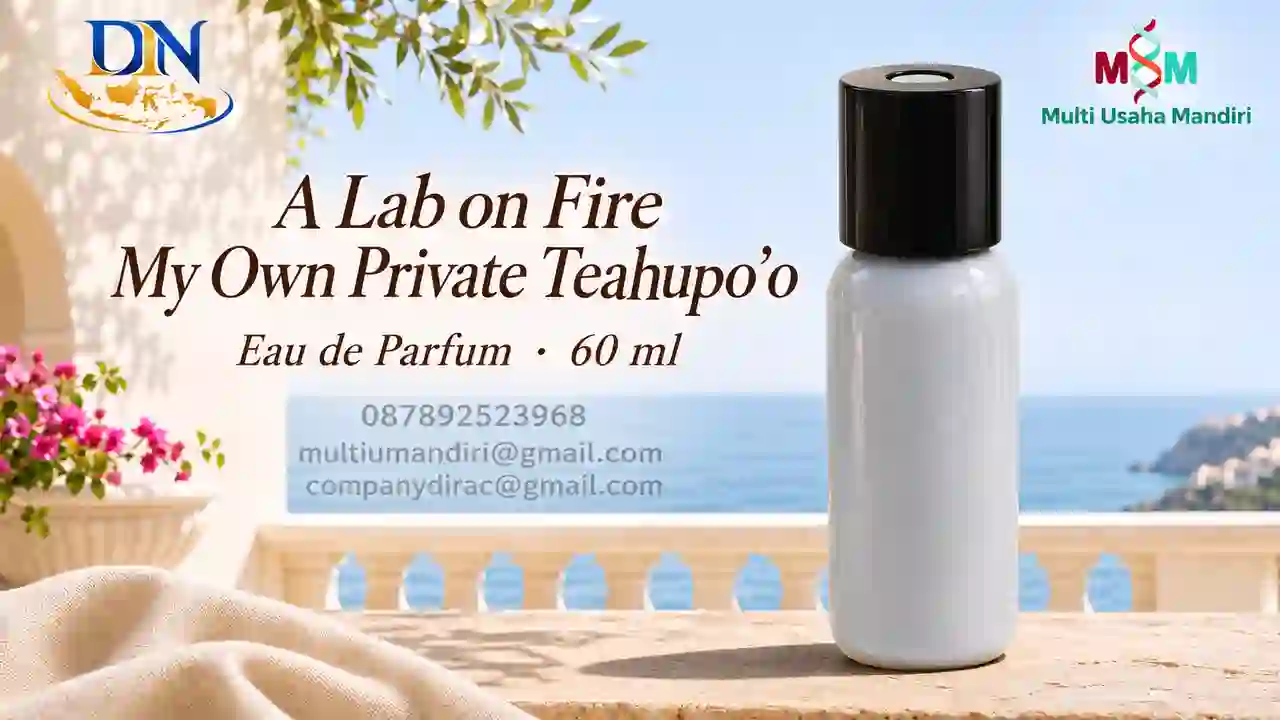 DN
M M
Multi Usaha Mandiri
A Lab on Fire
My Own Private Teahupo’o
Eau de Parfum · 60 ml
087892523968
multiumandiri@gmail.com
companydirac@gmail.com